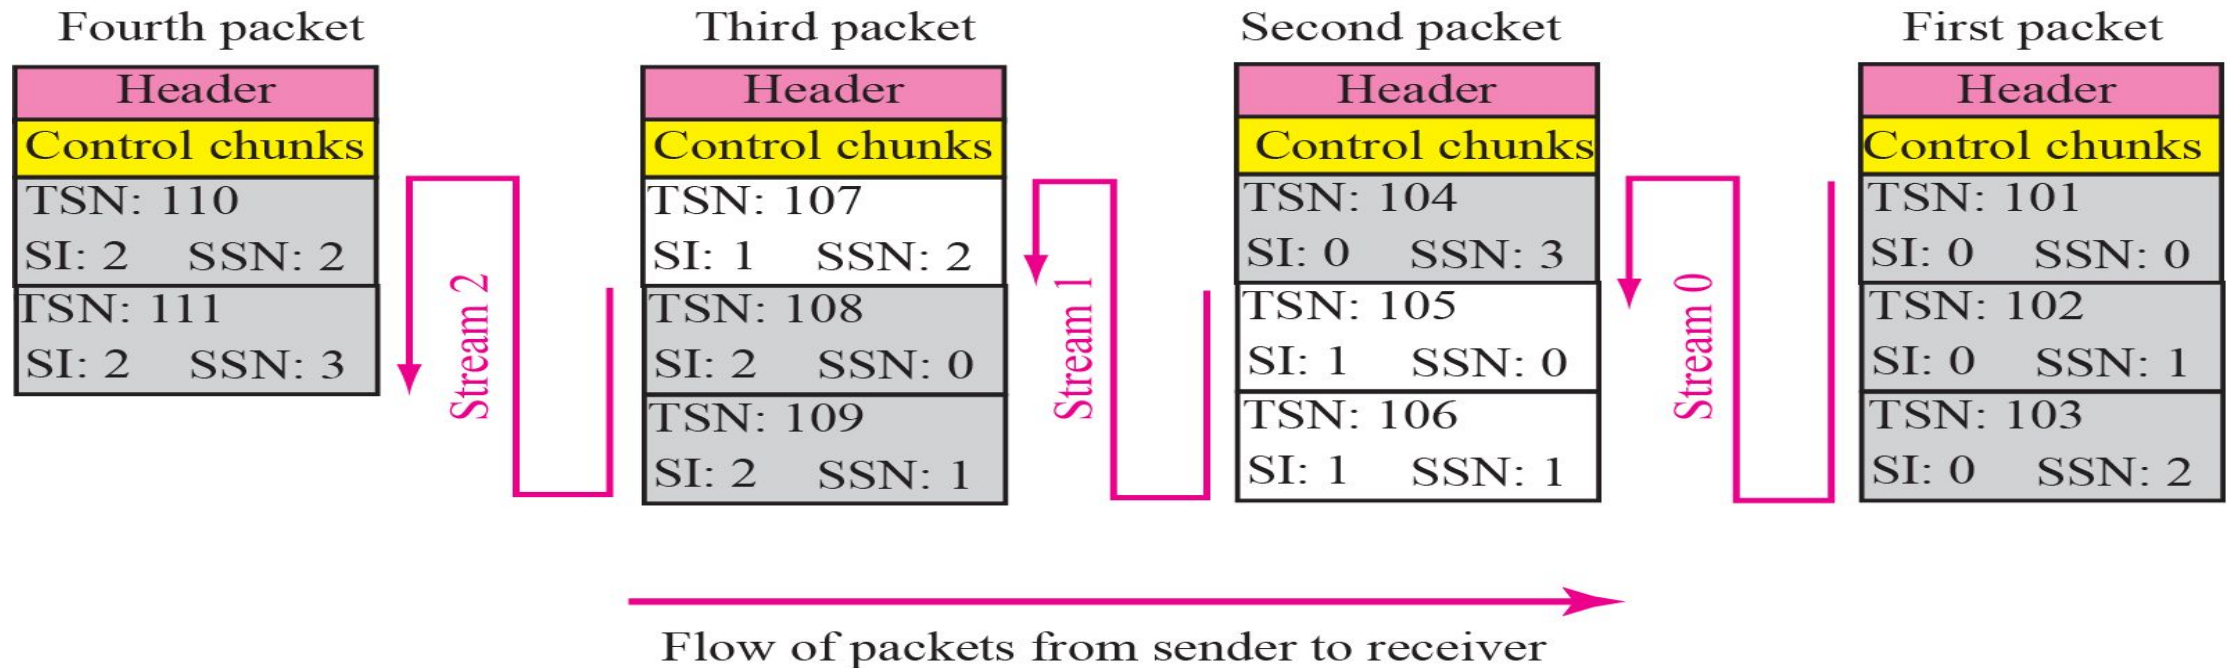 Fourth packet
Header
Control chunks
TSN: 110
SI: 2 SSN: 2
TSN: 111
SI: 2 SSN: 3
Stream 2
Third packet
Header
Control chunks
TSN: 107
SI: 1 SSN: 2
TSN: 108
SI: 2 SSN: 0
TSN: 109
SI: 2 SSN: 1
Stream 1
Second packet
Header
Control chunks
TSN: 104
SI: 0 SSN: 3
TSN: 105
SI: 1 SSN: 0
TSN: 106
SI: 1 SSN: 1
Stream 0
First packet
Header
Control chunks
TSN: 101
SI: 0 SSN: 0
TSN: 102
SI: 0 SSN: 1
TSN: 103
SI: 0 SSN: 2
Flow of packets from sender to receiver